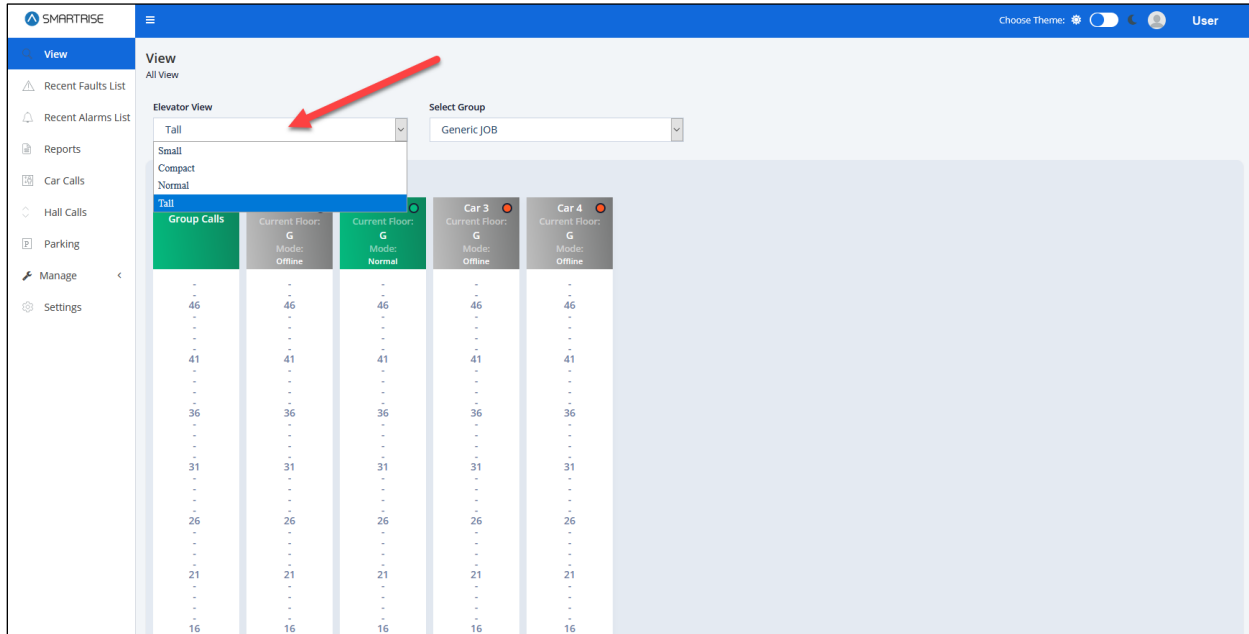 SMARTRISE
Choose Theme:
User
View
Recent Faults List
Recent Alarms List
Reports
Car Calls
Hall Calls
P Parking
Manage
Settings
View
All View
Elevator View
Select Group
Tall
Generic JOB
Small
Compact
Normal
Tall
Group Calls
Current Floor:
G
Mode:
Offline
Current Floor:
G
Mode:
Normal
Car 3
Current Floor:
G
Mode:
Offline
Car 4
Current Floor:
G
Mode:
Offline
- - - - -
- - - - -
46 46 46 46 46
- - - - -
- - - - -
- - - - -
- - - - -
41 41 41 41 41
- - - - -
- - - - -
- - - - -
- - - - -
36 36 36 36 36
- - - - -
- - - - -
- - - - -
- - - - -
31 31 31 31 31
- - - - -
- - - - -
- - - - -
- - - - -
26 26 26 26 26
- - - - -
- - - - -
- - - - -
- - - - -
21 21 21 21 21
- - - - -
- - - - -
- - - - -
- - - - -
16 16 16 16 16